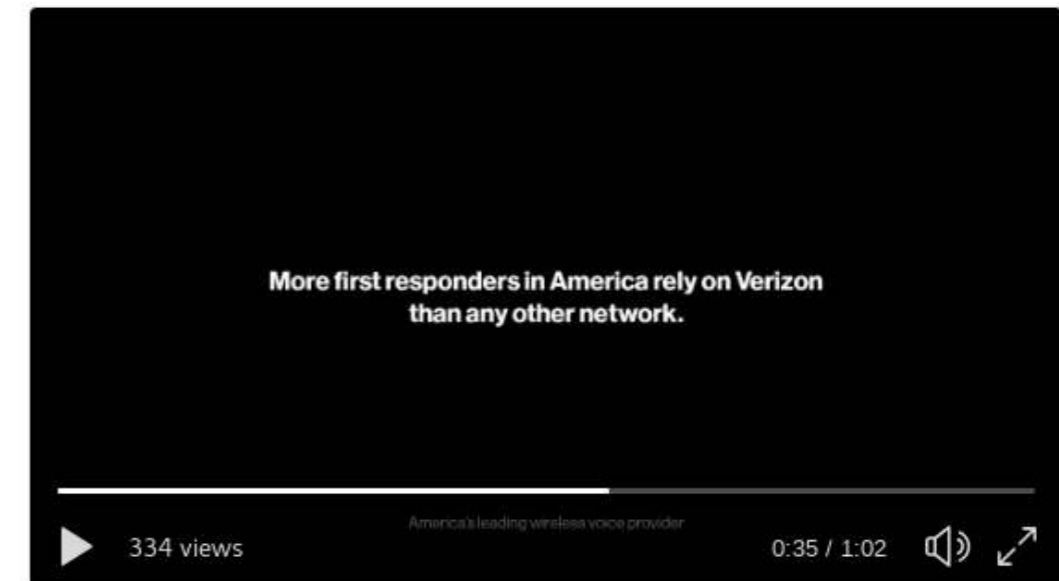 More first responders in America rely on Verizon
than any other network.
America's leading wireless voice provider
334 views
0:35 / 1:02